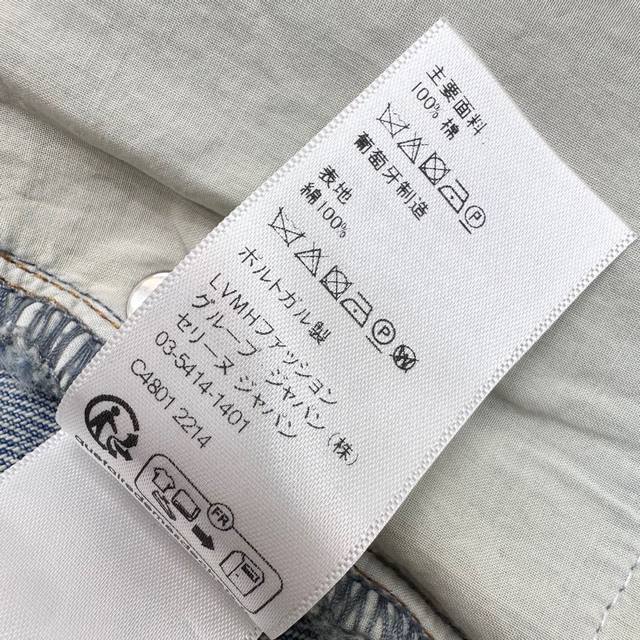 主要面料
100% 棉
葡萄牙制造
表地
綿100%
ポルトガル製
LVMHファッション
グループ ジャパン (株)
セリーヌ ジャパン
03-5414-1401
C4801 2214
FR